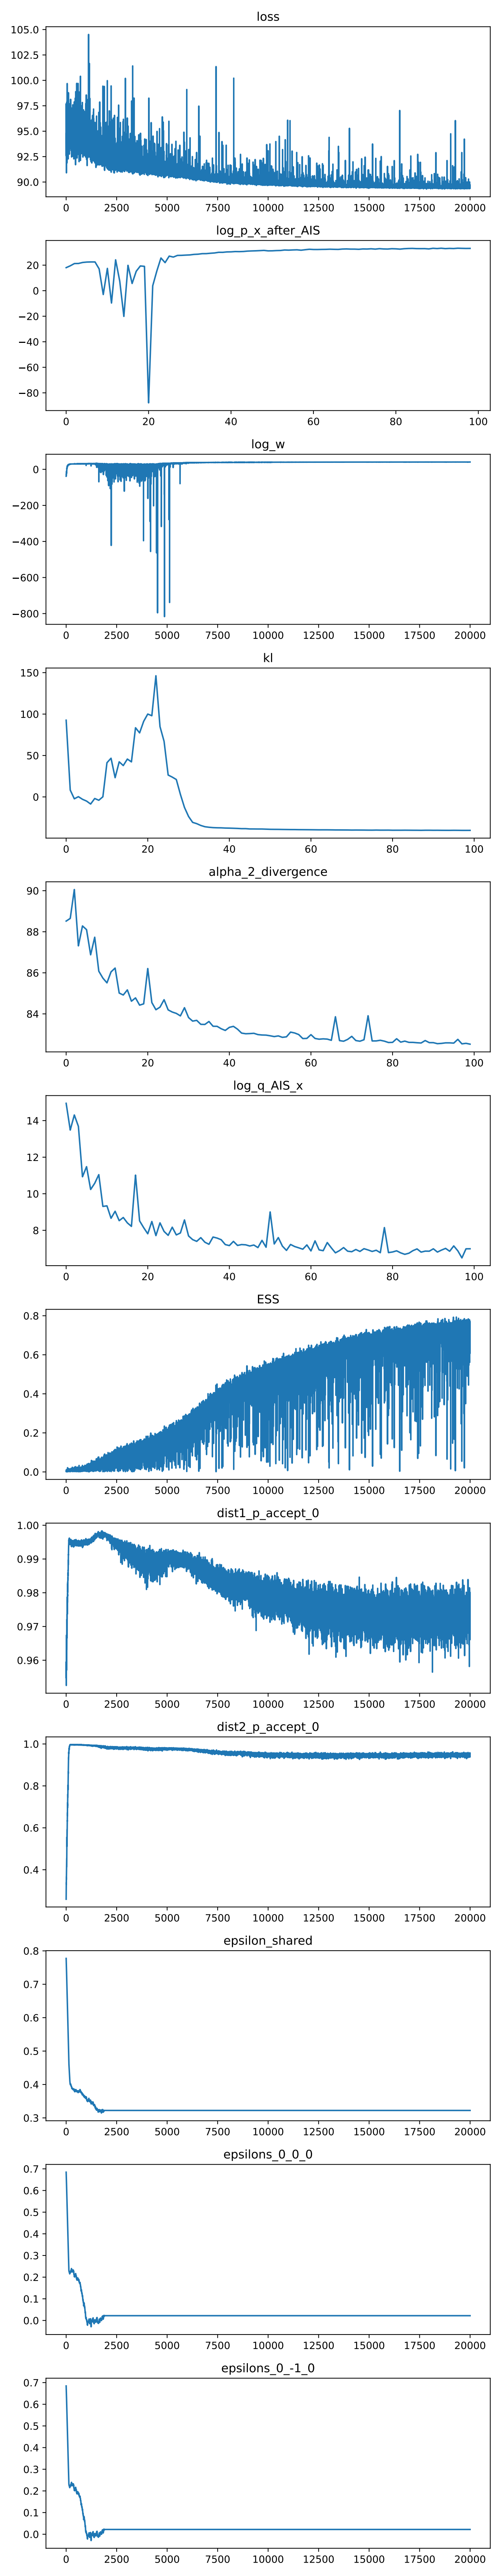 loss
105.0
102.5
100.0
97.5
95.0
92.5
90.0
0 2500 5000 7500 10000 12500 15000 17500 20000
log_p_x_after_AIS
20
0
−20
−40
−60
−80
0 20 40 60 80 100
log_w
0
−200
−400
−600
−800
0 2500 5000 7500 10000 12500 15000 17500 20000
kl
150
100
50
0
0 20 40 60 80 100
alpha_2_divergence
90
88
86
84
0 20 40 60 80 100
log_q_AIS_x
14
12
10
8
0 20 40 60 80 100
ESS
0.8
0.6
0.4
0.2
0.0
0 2500 5000 7500 10000 12500 15000 17500 20000
dist1_p_accept_0
1.00
0.99
0.98
0.97
0.96
0 2500 5000 7500 10000 12500 15000 17500 20000
dist2_p_accept_0
1.0
0.8
0.6
0.4
0 2500 5000 7500 10000 12500 15000 17500 20000
epsilon_shared
0.8
0.7
0.6
0.5
0.4
0.3
0 2500 5000 7500 10000 12500 15000 17500 20000
epsilons_0_0_0
0.7
0.6
0.5
0.4
0.3
0.2
0.1
0.0
0 2500 5000 7500 10000 12500 15000 17500 20000
epsilons_0_-1_0
0.7
0.6
0.5
0.4
0.3
0.2
0.1
0.0
0 2500 5000 7500 10000 12500 15000 17500 20000